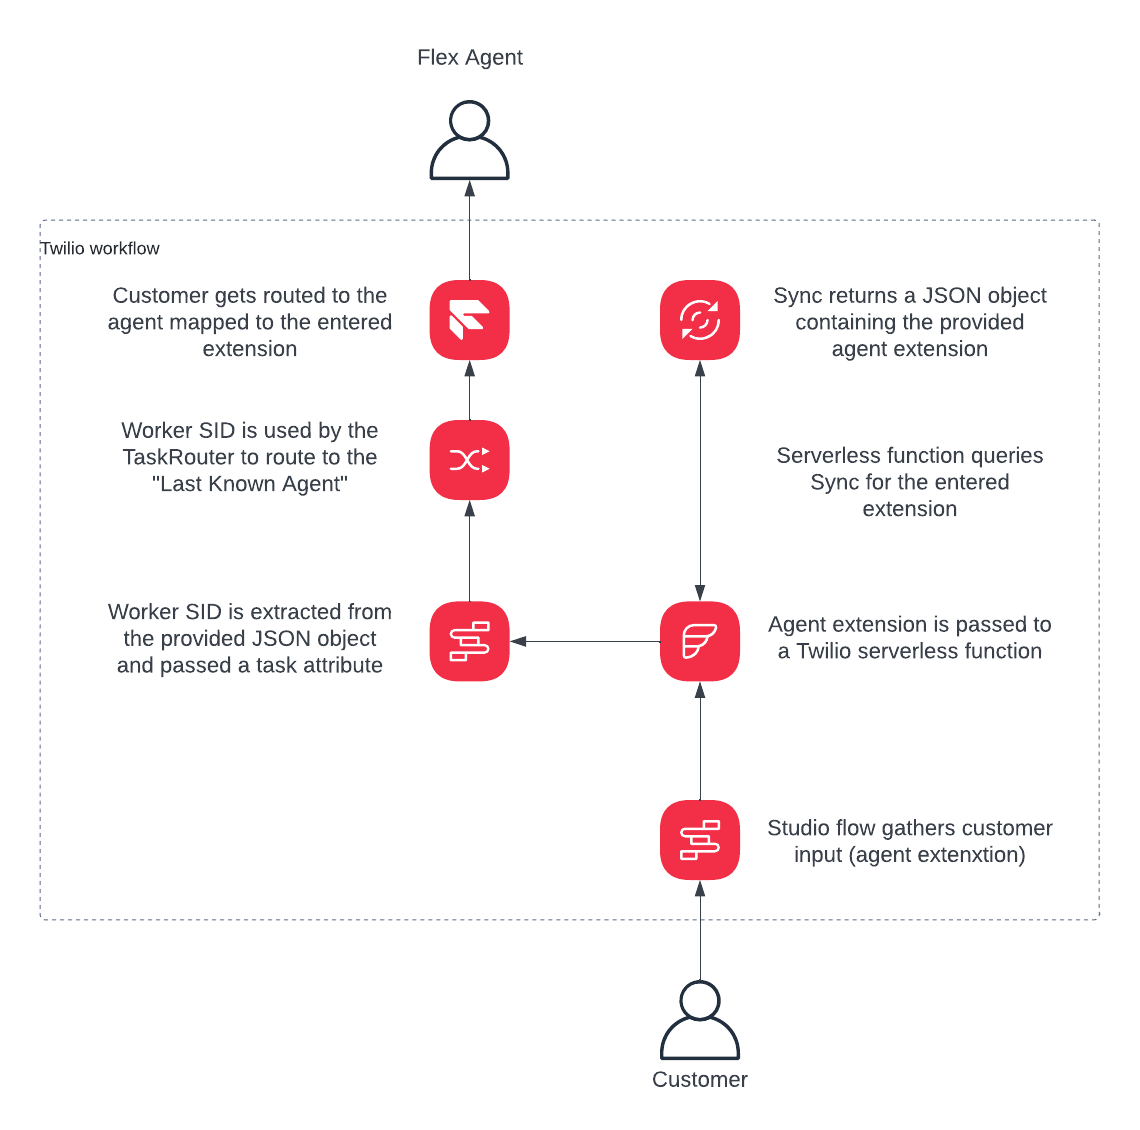 Flex Agent
Twilio workflow
Customer gets routed to the
agent mapped to the entered
extension
Sync returns a JSON object
containing the provided
agent extension
Worker SID is used by the
TaskRouter to route to the
"Last Known Agent"
Serverless function queries
Sync for the entered
extension
Worker SID is extracted from
the provided JSON object
and passed a task attribute
Agent extension is passed to
a Twilio serverless function
Studio flow gathers customer
input (agent extenxtion)
Customer